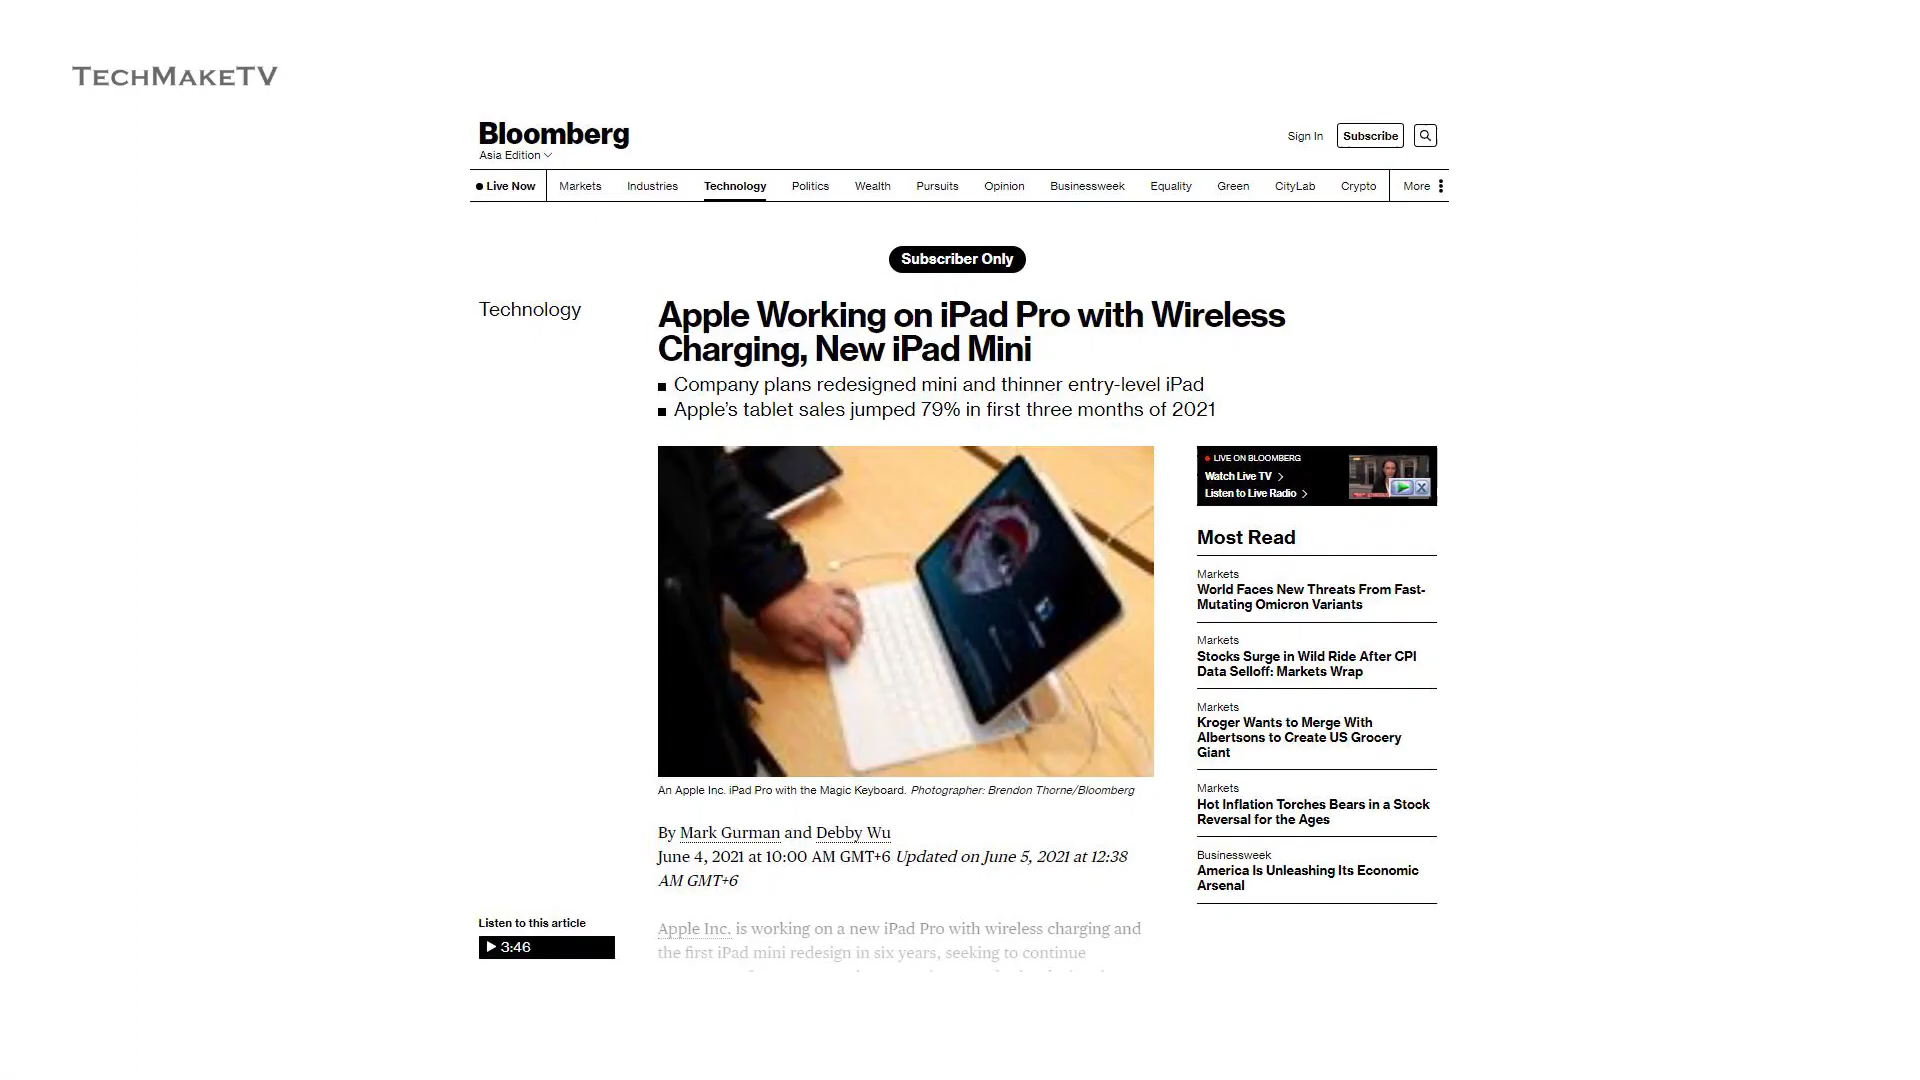 TECHMAKETV
Bloomberg
Asia Edition
Sign In
Subscribe
Live Now
Markets
Industries
Technology
Politics
Wealth
Pursuits
Opinion
Businessweek
Equality
Green
CityLab
Crypto
More
Subscriber Only
Technology
Apple Working on iPad Pro with Wireless
Charging, New iPad Mini
Company plans redesigned mini and thinner entry-level iPad
Apple's tablet sales jumped 79% in first three months of 2021
An Apple Inc. iPad Pro with the Magic Keyboard. Photographer: Brendon Thorne/Bloomberg
By Mark Gurman and Debby Wu
June 4, 2021 at 10:00 AM GMT+6 Updated on June 5, 2021 at 12:38
AM GMT+6
Listen to this article
3:46
Apple Inc. is working on a new iPad Pro with wireless charging and
the first iPad mini redesign in six years, seeking to continue
LIVE ON BLOOMBERG
Watch Live TV
Listen to Live Radio
Most Read
Markets
World Faces New Threats From Fast-
Mutating Omicron Variants
Markets
Stocks Surge in Wild Ride After CPI
Data Selloff: Markets Wrap
Markets
Kroger Wants to Merge With
Albertsons to Create US Grocery
Giant
Markets
Hot Inflation Torches Bears in a Stock
Reversal for the Ages
Businessweek
America Is Unleashing Its Economic
Arsenal